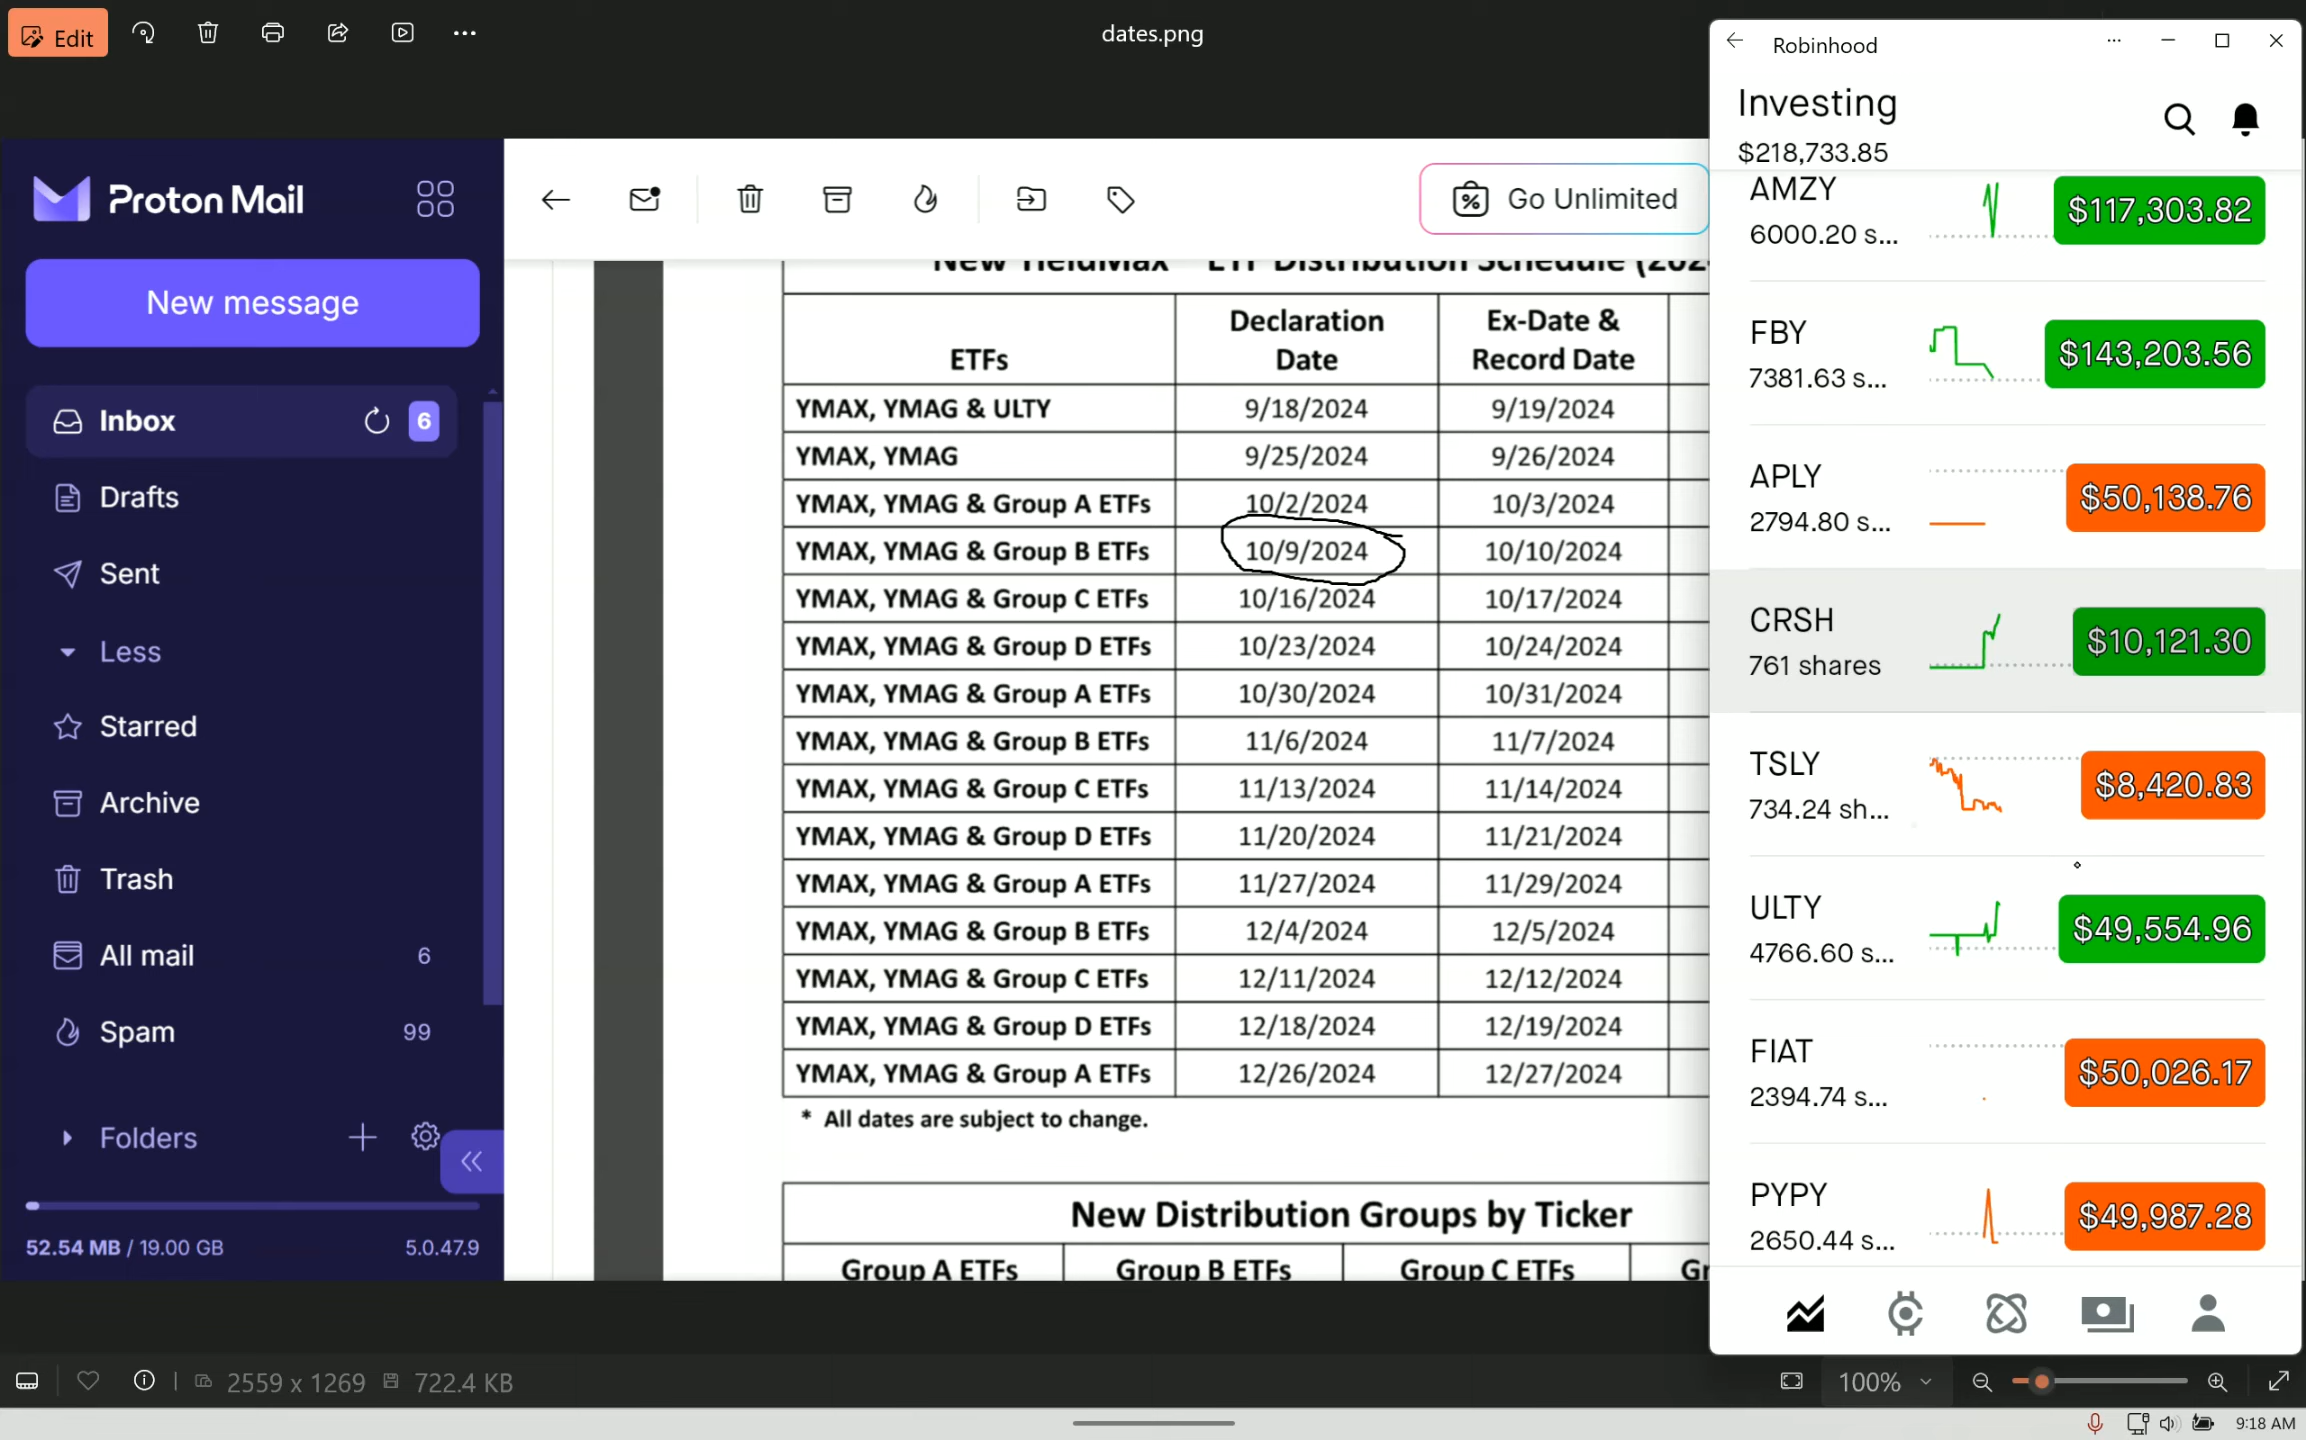 Edit
dates.png
Proton Mail
New message
Inbox 6
Drafts
Sent
Less
Starred
Archive
Trash
All mail 6
Spam 99
Folders
52.54 MB / 19.00 GB 5.0.47.9
Go Unlimited
New YieldMax ETF Distribution Schedule
ETFs Declaration Date Ex-Date & Record Date
YMAX, YMAG & ULTY 9/18/2024 9/19/2024
YMAX, YMAG 9/25/2024 9/26/2024
YMAX, YMAG & Group A ETFs 10/2/2024 10/3/2024
YMAX, YMAG & Group B ETFs 10/9/2024 10/10/2024
YMAX, YMAG & Group C ETFs 10/16/2024 10/17/2024
YMAX, YMAG & Group D ETFs 10/23/2024 10/24/2024
YMAX, YMAG & Group A ETFs 10/30/2024 10/31/2024
YMAX, YMAG & Group B ETFs 11/6/2024 11/7/2024
YMAX, YMAG & Group C ETFs 11/13/2024 11/14/2024
YMAX, YMAG & Group D ETFs 11/20/2024 11/21/2024
YMAX, YMAG & Group A ETFs 11/27/2024 11/29/2024
YMAX, YMAG & Group B ETFs 12/4/2024 12/5/2024
YMAX, YMAG & Group C ETFs 12/11/2024 12/12/2024
YMAX, YMAG & Group D ETFs 12/18/2024 12/19/2024
YMAX, YMAG & Group A ETFs 12/26/2024 12/27/2024
* All dates are subject to change.
New Distribution Groups by Ticker
Group A ETFs Group B ETFs Group C ETFs Gr
Robinhood
Investing
$218,733.85
AMZY $117,303.82
6000.20 s...
FBY $143,203.56
7381.63 s...
APLY $50,138.76
2794.80 s...
CRSH $10,121.30
761 shares
TSLY $8,420.83
734.24 sh...
ULTY $49,554.96
4766.60 s...
FIAT $50,026.17
2394.74 s...
PYPY $49,987.28
2650.44 s...
2559 x 1269 722.4 KB
100%
9:18 AM